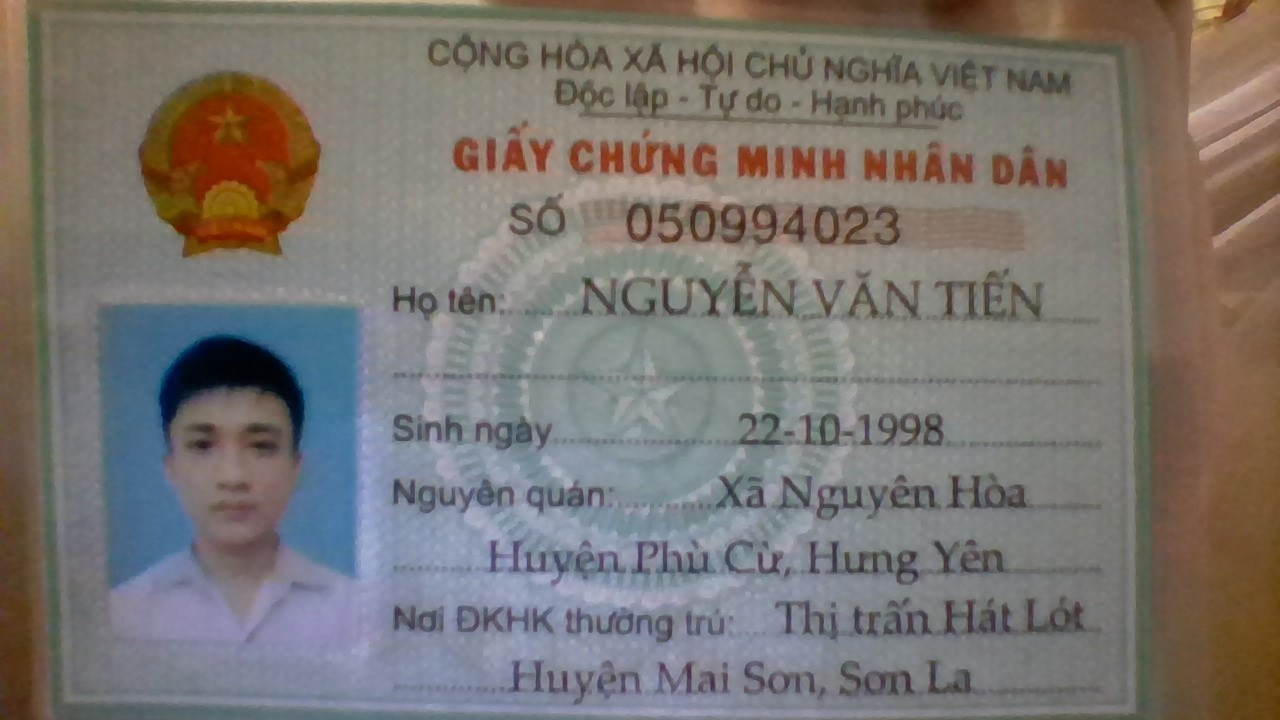 CỘNG HÒA XÃ HỘI CHỦ NGHĨA VIỆT NAM
Độc lập - Tự do - Hạnh phúc
GIẤY CHỨNG MINH NHÂN DÂN
SỐ 050994023
Họ tên: NGUYỄN VĂN TIẾN
Sinh ngày 22-10-1998
Nguyên quán: Xã Nguyên Hòa
Huyện Phù Cừ, Hưng Yên
Nơi ĐKHK thường trú: Thị trấn Hát Lót
Huyện Mai Sơn, Sơn La